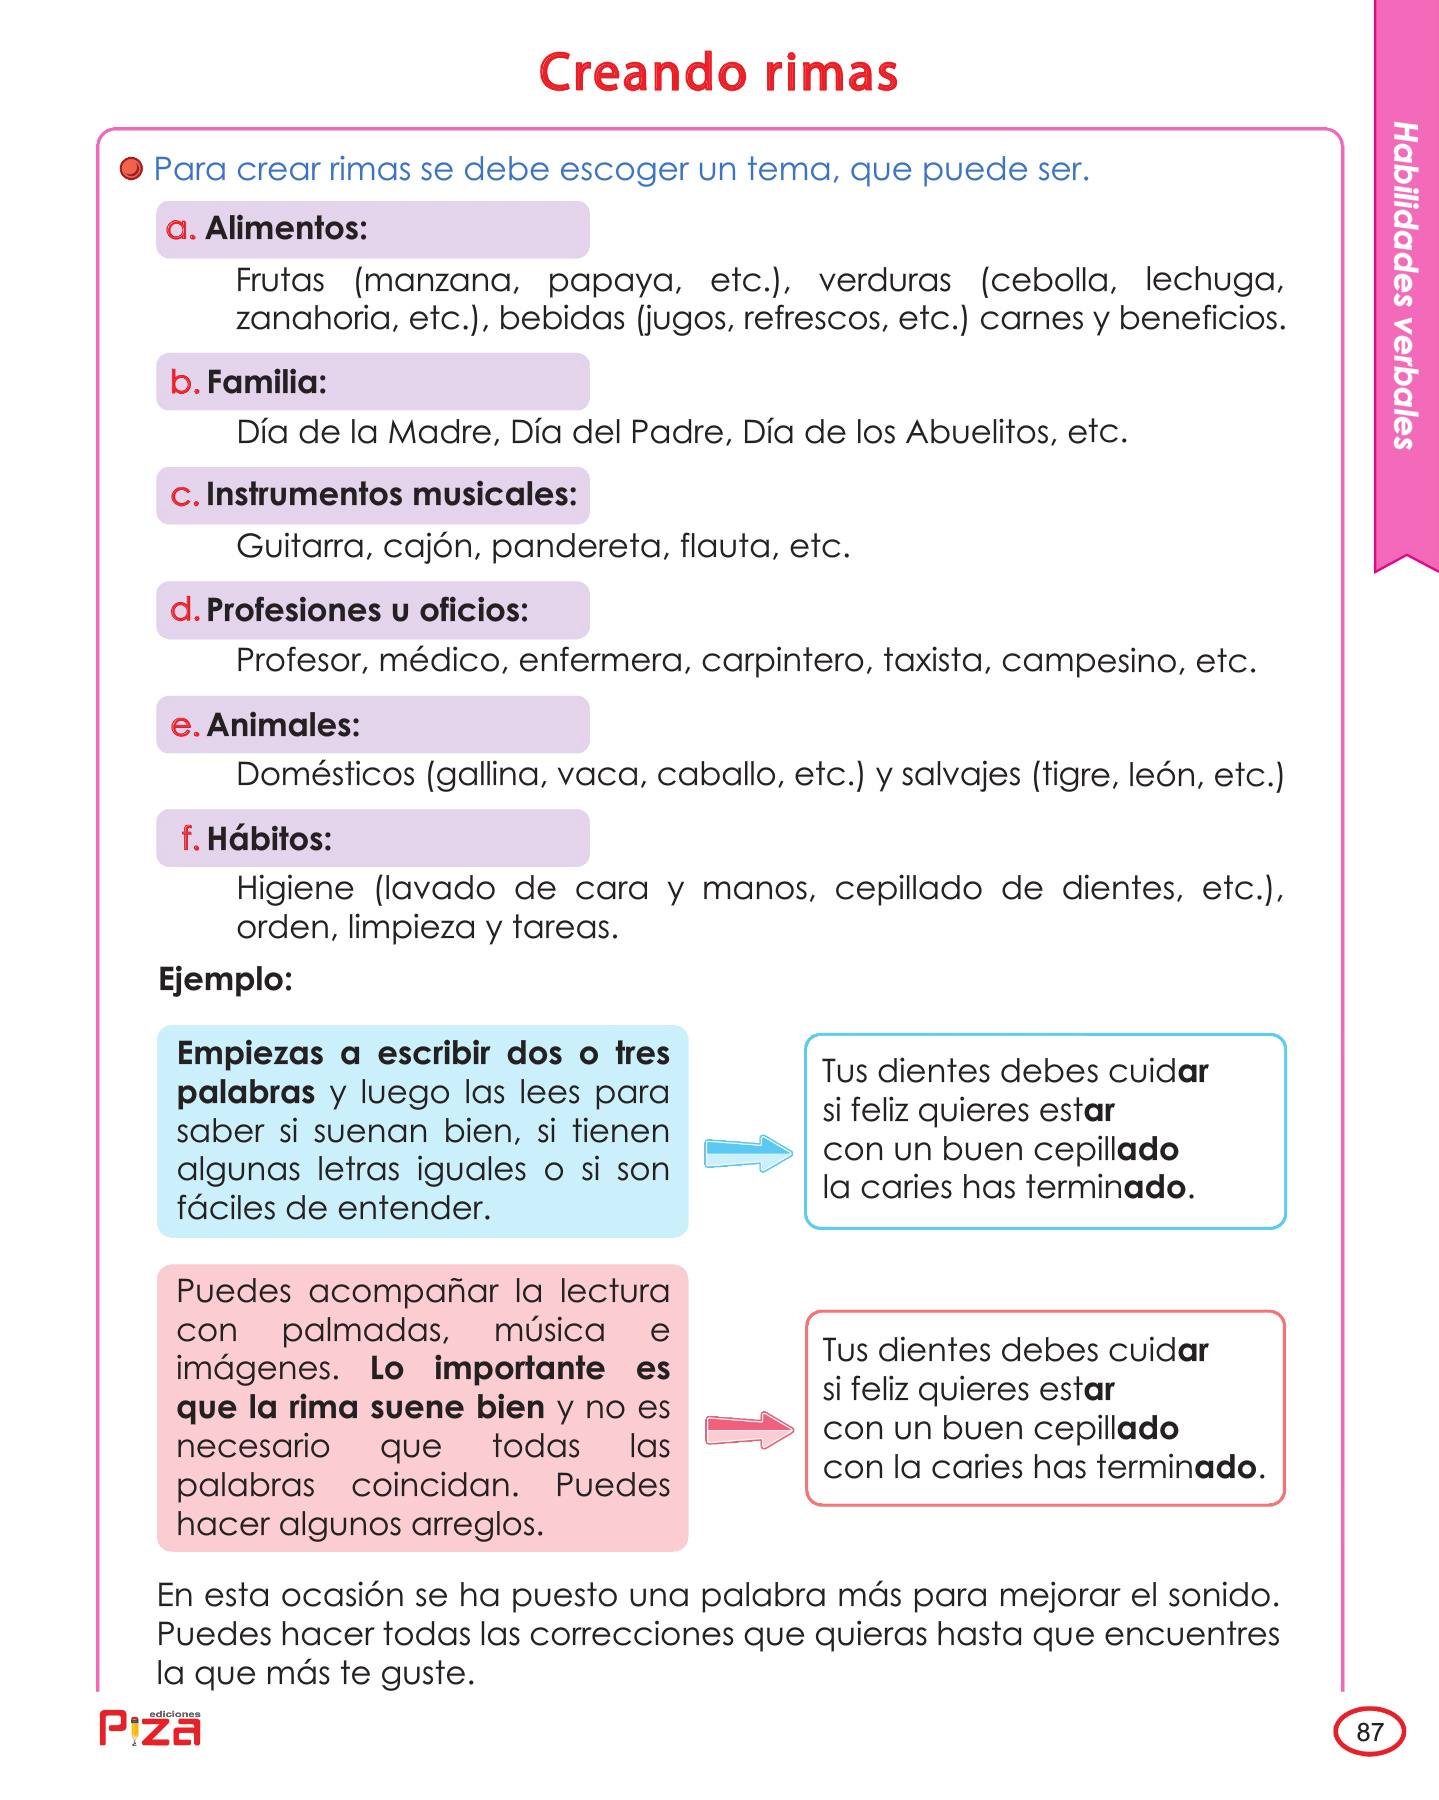 Creando rimas
Habilidades verbales
Para crear rimas se debe escoger un tema, que puede ser.
a. Alimentos:
Frutas (manzana, papaya, etc.), verduras (cebolla, lechuga,
zanahoria, etc.), bebidas (jugos, refrescos, etc.) carnes y beneficios.
b. Familia:
Día de la Madre, Día del Padre, Día de los Abuelitos, etc.
c. Instrumentos musicales:
Guitarra, cajón, pandereta, flauta, etc.
d. Profesiones u oficios:
Profesor, médico, enfermera, carpintero, taxista, campesino, etc.
e. Animales:
Domésticos (gallina, vaca, caballo, etc.) y salvajes (tigre, león, etc.)
f. Hábitos:
Higiene (lavado de cara y manos, cepillado de dientes, etc.),
orden, limpieza y tareas.
Ejemplo:
Empiezas a escribir dos o tres
palabras y luego las lees para
saber si suenan bien, si tienen
algunas letras iguales o si son
fáciles de entender.
Tus dientes debes cuidar
si feliz quieres estar
con un buen cepillado
la caries has terminado.
Puedes acompañar la lectura
con palmadas, música e
imágenes. Lo importante es
que la rima suene bien y no es
necesario que todas las
palabras coincidan. Puedes
hacer algunos arreglos.
Tus dientes debes cuidar
si feliz quieres estar
con un buen cepillado
con la caries has terminado.
En esta ocasión se ha puesto una palabra más para mejorar el sonido.
Puedes hacer todas las correcciones que quieras hasta que encuentres
la que más te guste.
ediciones
Piza
87